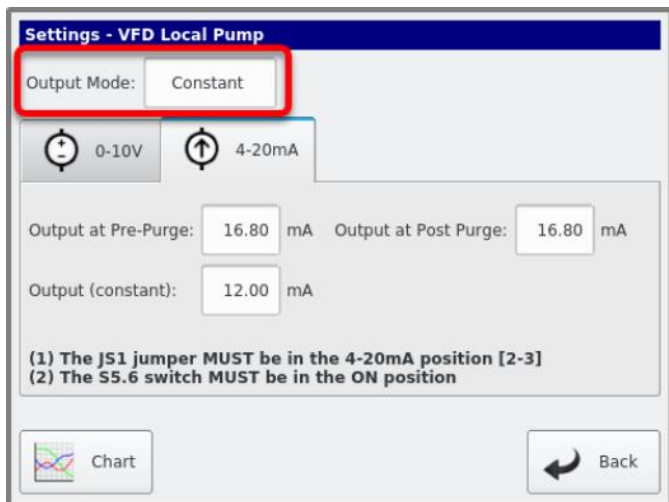 Settings - VFD Local Pump
Output Mode: Constant
0-10V 4-20mA
Output at Pre-Purge: 16.80 mA Output at Post Purge: 16.80 mA
Output (constant): 12.00 mA
(1) The JS1 jumper MUST be in the 4-20mA position [2-3]
(2) The S5.6 switch MUST be in the ON position
Chart Back